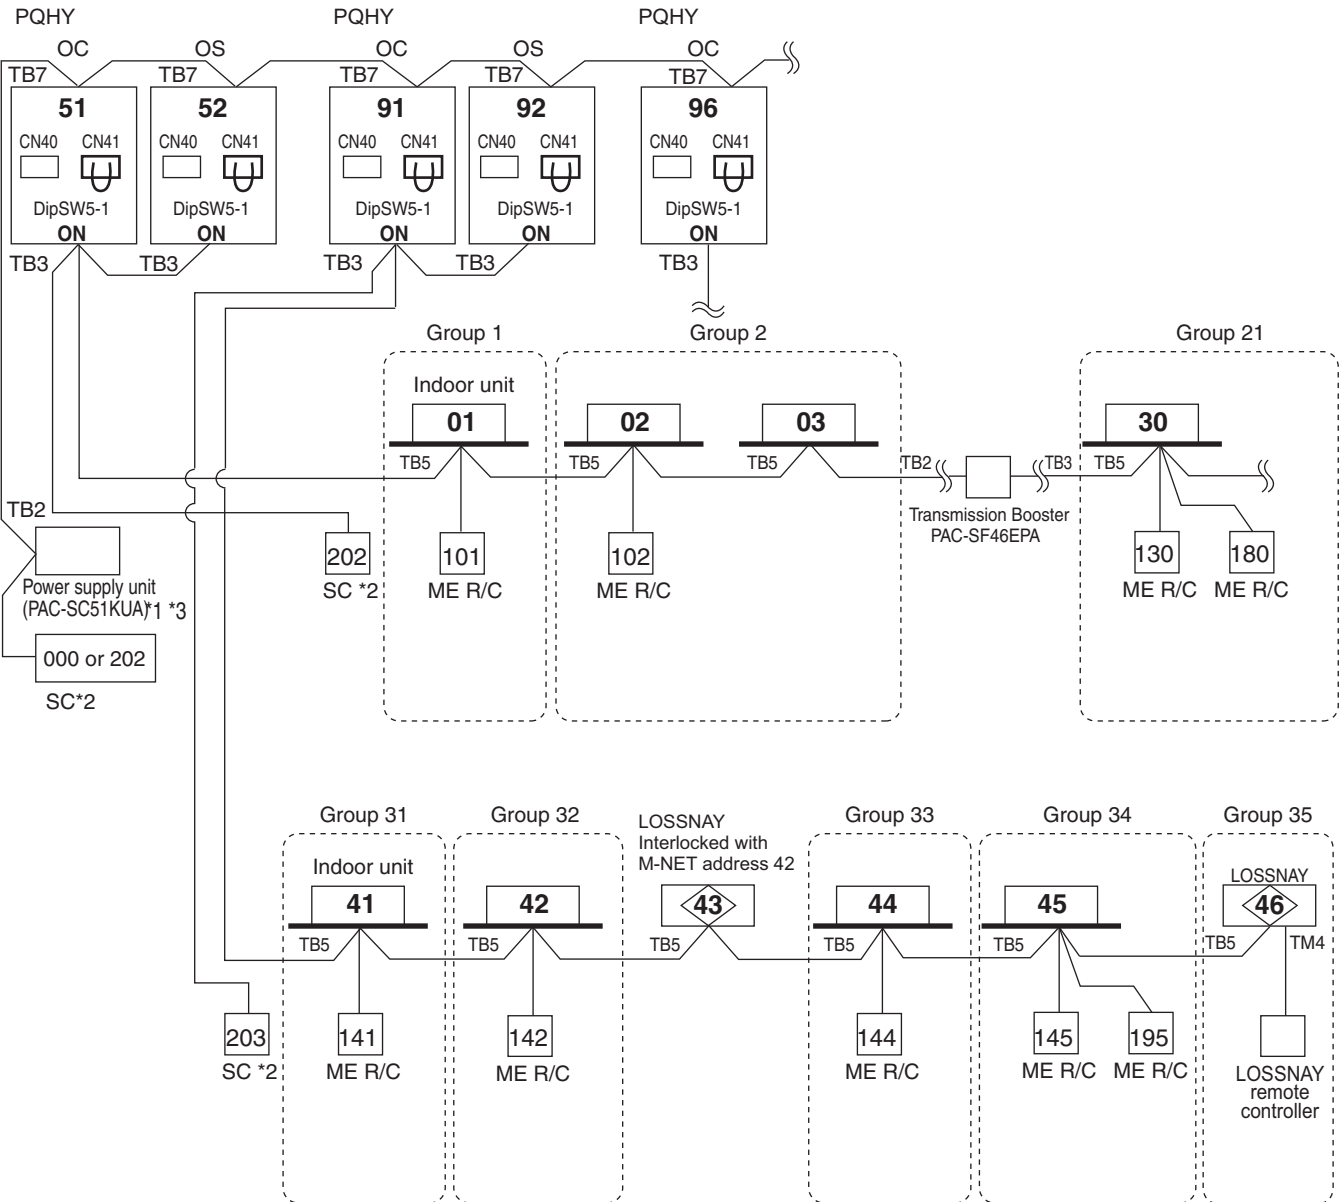 PQHY PQHY PQHY
OC OS OC OS OC
TB7 TB7 TB7 TB7 TB7
51 52 91 92 96
CN40 CN41 CN40 CN41 CN40 CN41 CN40 CN41 CN40 CN41
DipSW5-1 DipSW5-1 DipSW5-1 DipSW5-1 DipSW5-1
ON ON ON ON ON
TB3 TB3 TB3 TB3 TB3
Group 1 Group 2 Group 21
Indoor unit
01 02 03 30
TB5 TB5 TB5 TB2 TB3 TB5
TB2
Transmission Booster
PAC-SF46EPA
202 101 102 130 180
SC *2 ME R/C ME R/C ME R/C ME R/C
Power supply unit
(PAC-SC51KUA)*1 *3
000 or 202
SC*2
Group 31 Group 32 Group 33 Group 34 Group 35
LOSSNAY
Interlocked with
M-NET address 42
Indoor unit
LOSSNAY
41 42 43 44 45 46
TB5 TB5 TB5 TB5 TB5 TB5 TM4
203 141 142 144 145 195
SC *2 ME R/C ME R/C ME R/C ME R/C ME R/C
LOSSNAY
remote
controller